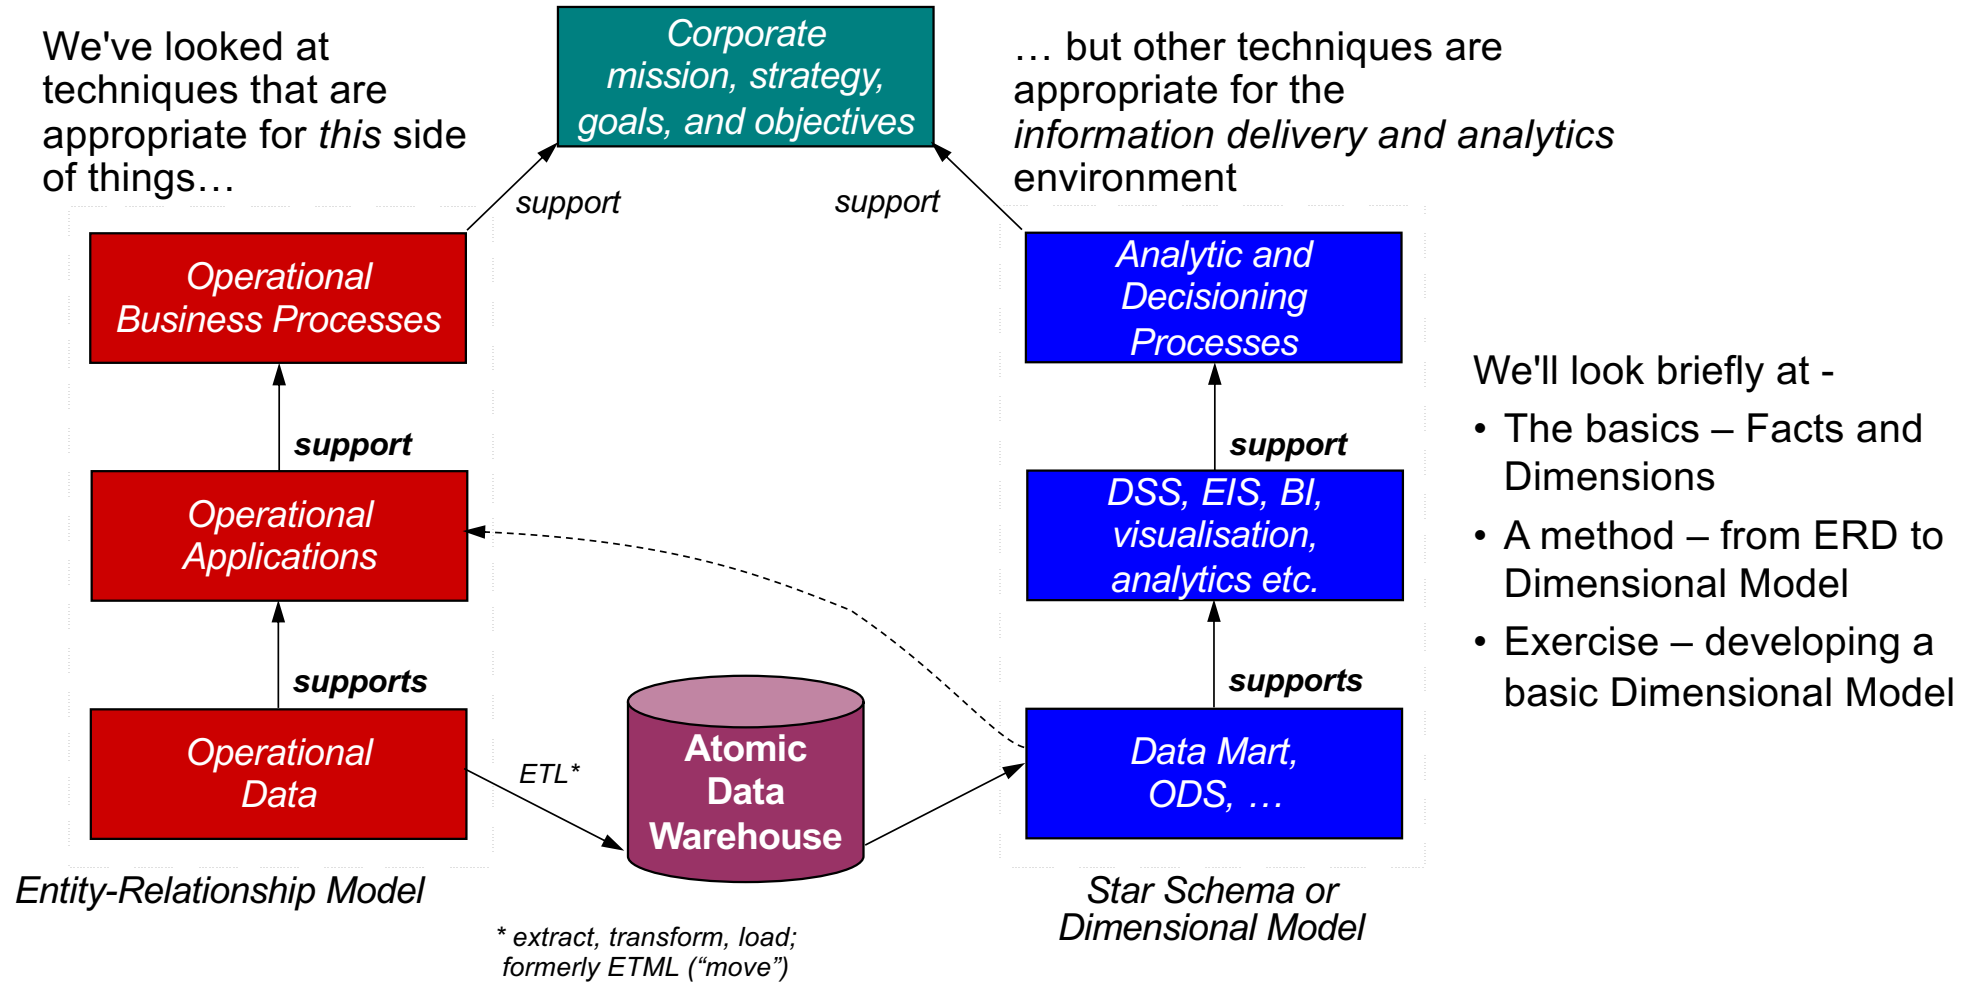 We've looked at
techniques that are
appropriate for this side
of things…
Corporate
mission, strategy,
goals, and objectives
… but other techniques are
appropriate for the
information delivery and analytics
environment
support
support
Operational
Business Processes
support
Operational
Applications
supports
Operational
Data
Entity-Relationship Model
ETL*
Atomic
Data
Warehouse
* extract, transform, load;
formerly ETML (“move”)
Analytic and
Decisioning
Processes
support
DSS, EIS, BI,
visualisation,
analytics etc.
supports
Data Mart,
ODS, …
Star Schema or
Dimensional Model
We'll look briefly at -
• The basics – Facts and
Dimensions
• A method – from ERD to
Dimensional Model
• Exercise – developing a
basic Dimensional Model